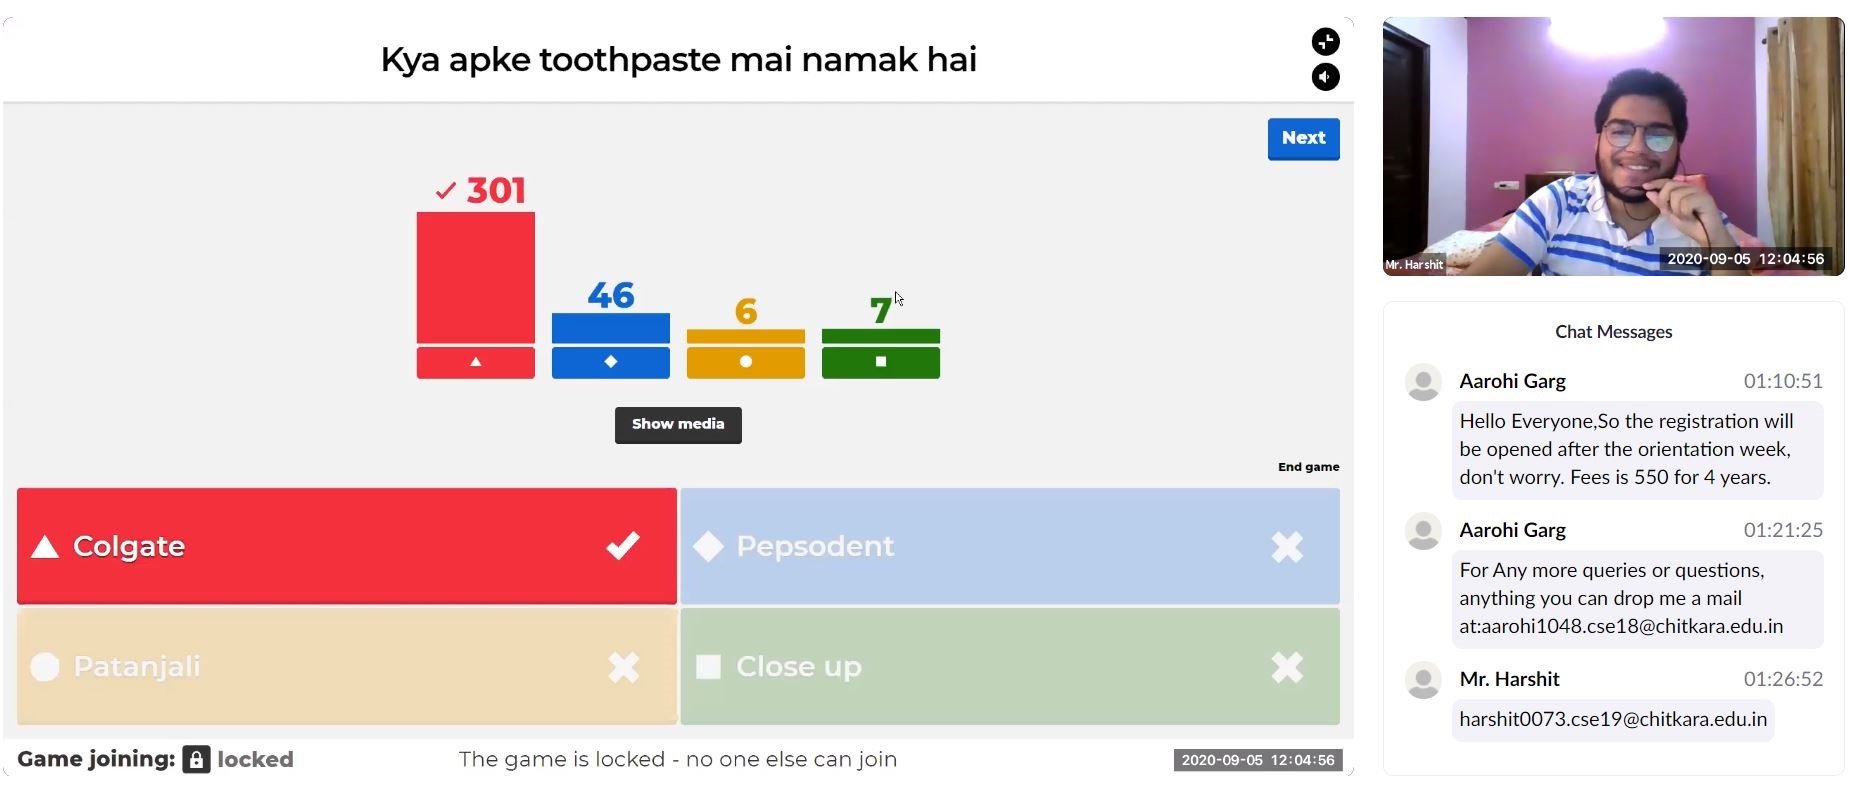 Kya apke toothpaste mai namak hai
Next
301
46
6
7
Show media
End game
Colgate
Pepsodent
Patanjali
Close up
Game joining: locked
The game is locked - no one else can join
2020-09-05 12:04:56
2020-09-05 12:04:56
Mr. Harshit
Chat Messages
Aarohi Garg 01:10:51
Hello Everyone,So the registration will
be opened after the orientation week,
don't worry. Fees is 550 for 4 years.
Aarohi Garg 01:21:25
For Any more queries or questions,
anything you can drop me a mail
at:aarohi1048.cse18@chitkara.edu.in
Mr. Harshit 01:26:52
harshit0073.cse19@chitkara.edu.in